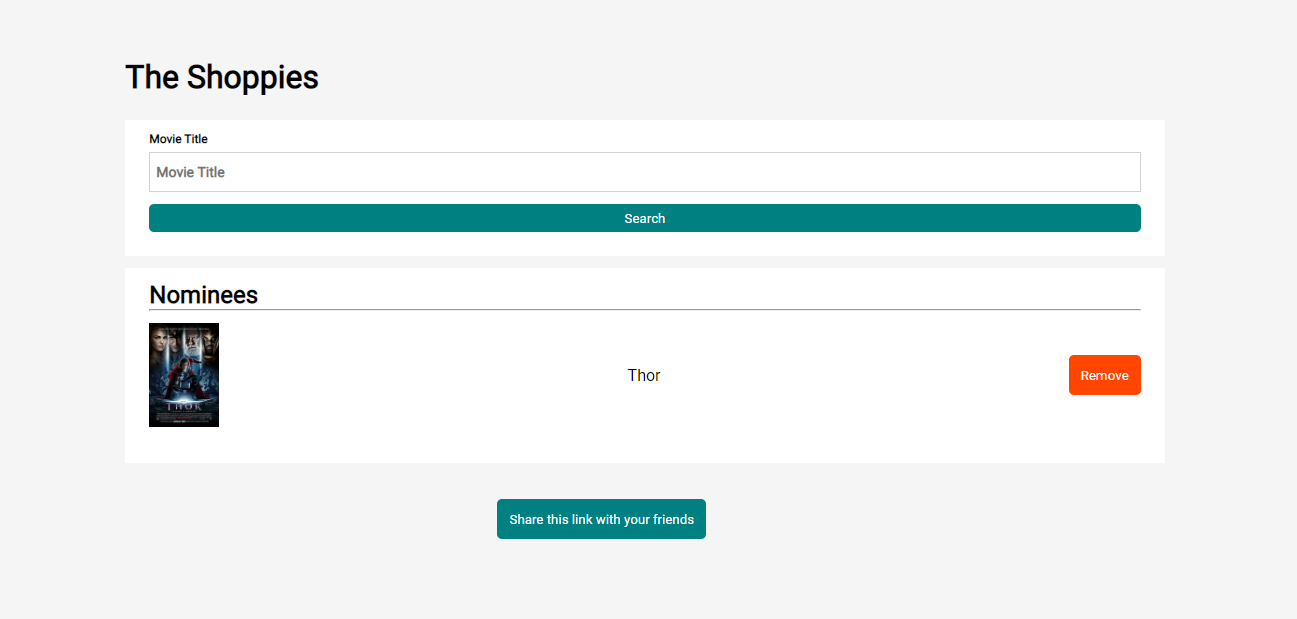 The Shoppies
Movie Title
Movie Title
Search
Nominees
THOR
Thor
Remove
Share this link with your friends